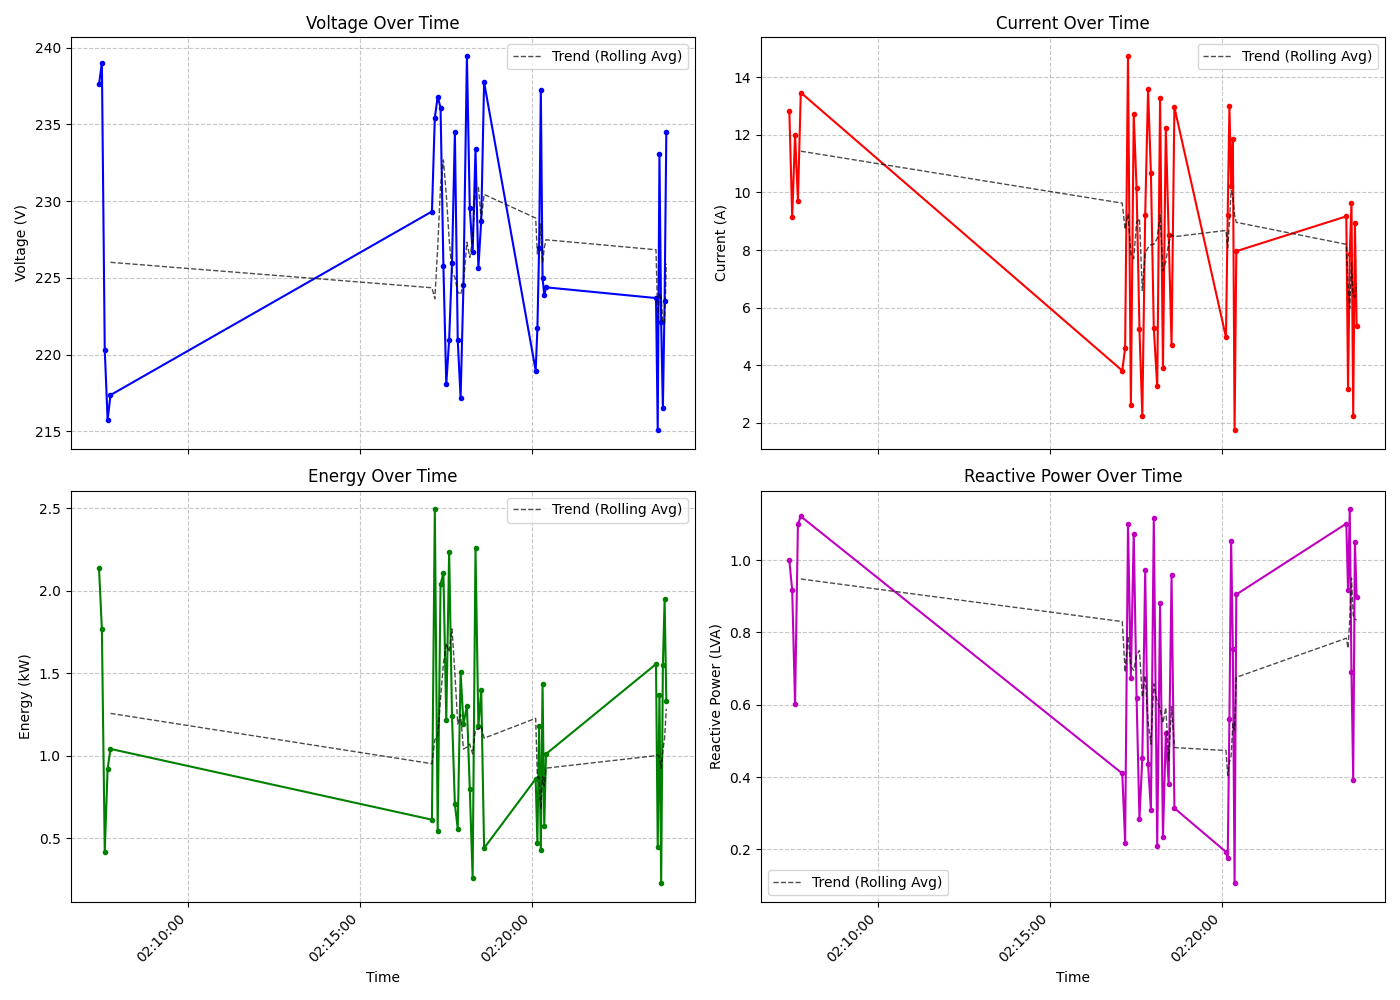 Voltage Over Time
Voltage (V)
240
235
230
225
220
215
Trend (Rolling Avg)
Current Over Time
Current (A)
14
12
10
8
6
4
2
Trend (Rolling Avg)
Energy Over Time
Energy (kW)
2.5
2.0
1.5
1.0
0.5
Trend (Rolling Avg)
02:10:00
02:15:00
02:20:00
Time
Reactive Power Over Time
Reactive Power (LVA)
1.0
0.8
0.6
0.4
0.2
Trend (Rolling Avg)
02:10:00
02:15:00
02:20:00
Time